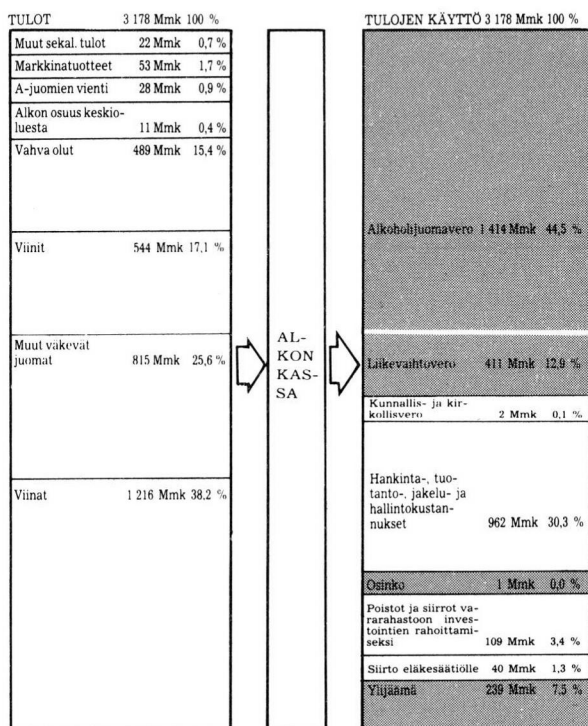 TULOT 3 178 Mmk 100 %
Muut sekal. tulot 22 Mmk 0,7 %
Markkinatuotteet 53 Mmk 1,7 %
A-juomien vienti 28 Mmk 0,9 %
Alkon osuus keskio-
luesta 11 Mmk 0,4 %
Vahva olut 489 Mmk 15,4 %
Viinit 544 Mmk 17,1 %
Muut väkevät
juomat 815 Mmk 25,6 %
Viinat 1 216 Mmk 38,2 %
AL-
KON
KAS-
SA
TULOJEN KÄYTTÖ 3 178 Mmk 100 %
Alkoholijuomavero 1 414 Mmk 44,5 %
Liikevaihtovero 411 Mmk 12,9 %
Kunnallis- ja kir-
kollisvero 2 Mmk 0,1 %
Hankinta-, tuo-
tanto-, jakelu- ja
hallintokustan-
nukset 962 Mmk 30,3 %
Osinko 1 Mmk 0,0 %
Poistot ja siirrot va-
rarahastoon inves-
tointien rahoittami-
seksi 109 Mmk 3,4 %
Siirto eläkesäätiölle 40 Mmk 1,3 %
Ylijäämä 239 Mmk 7,5 %